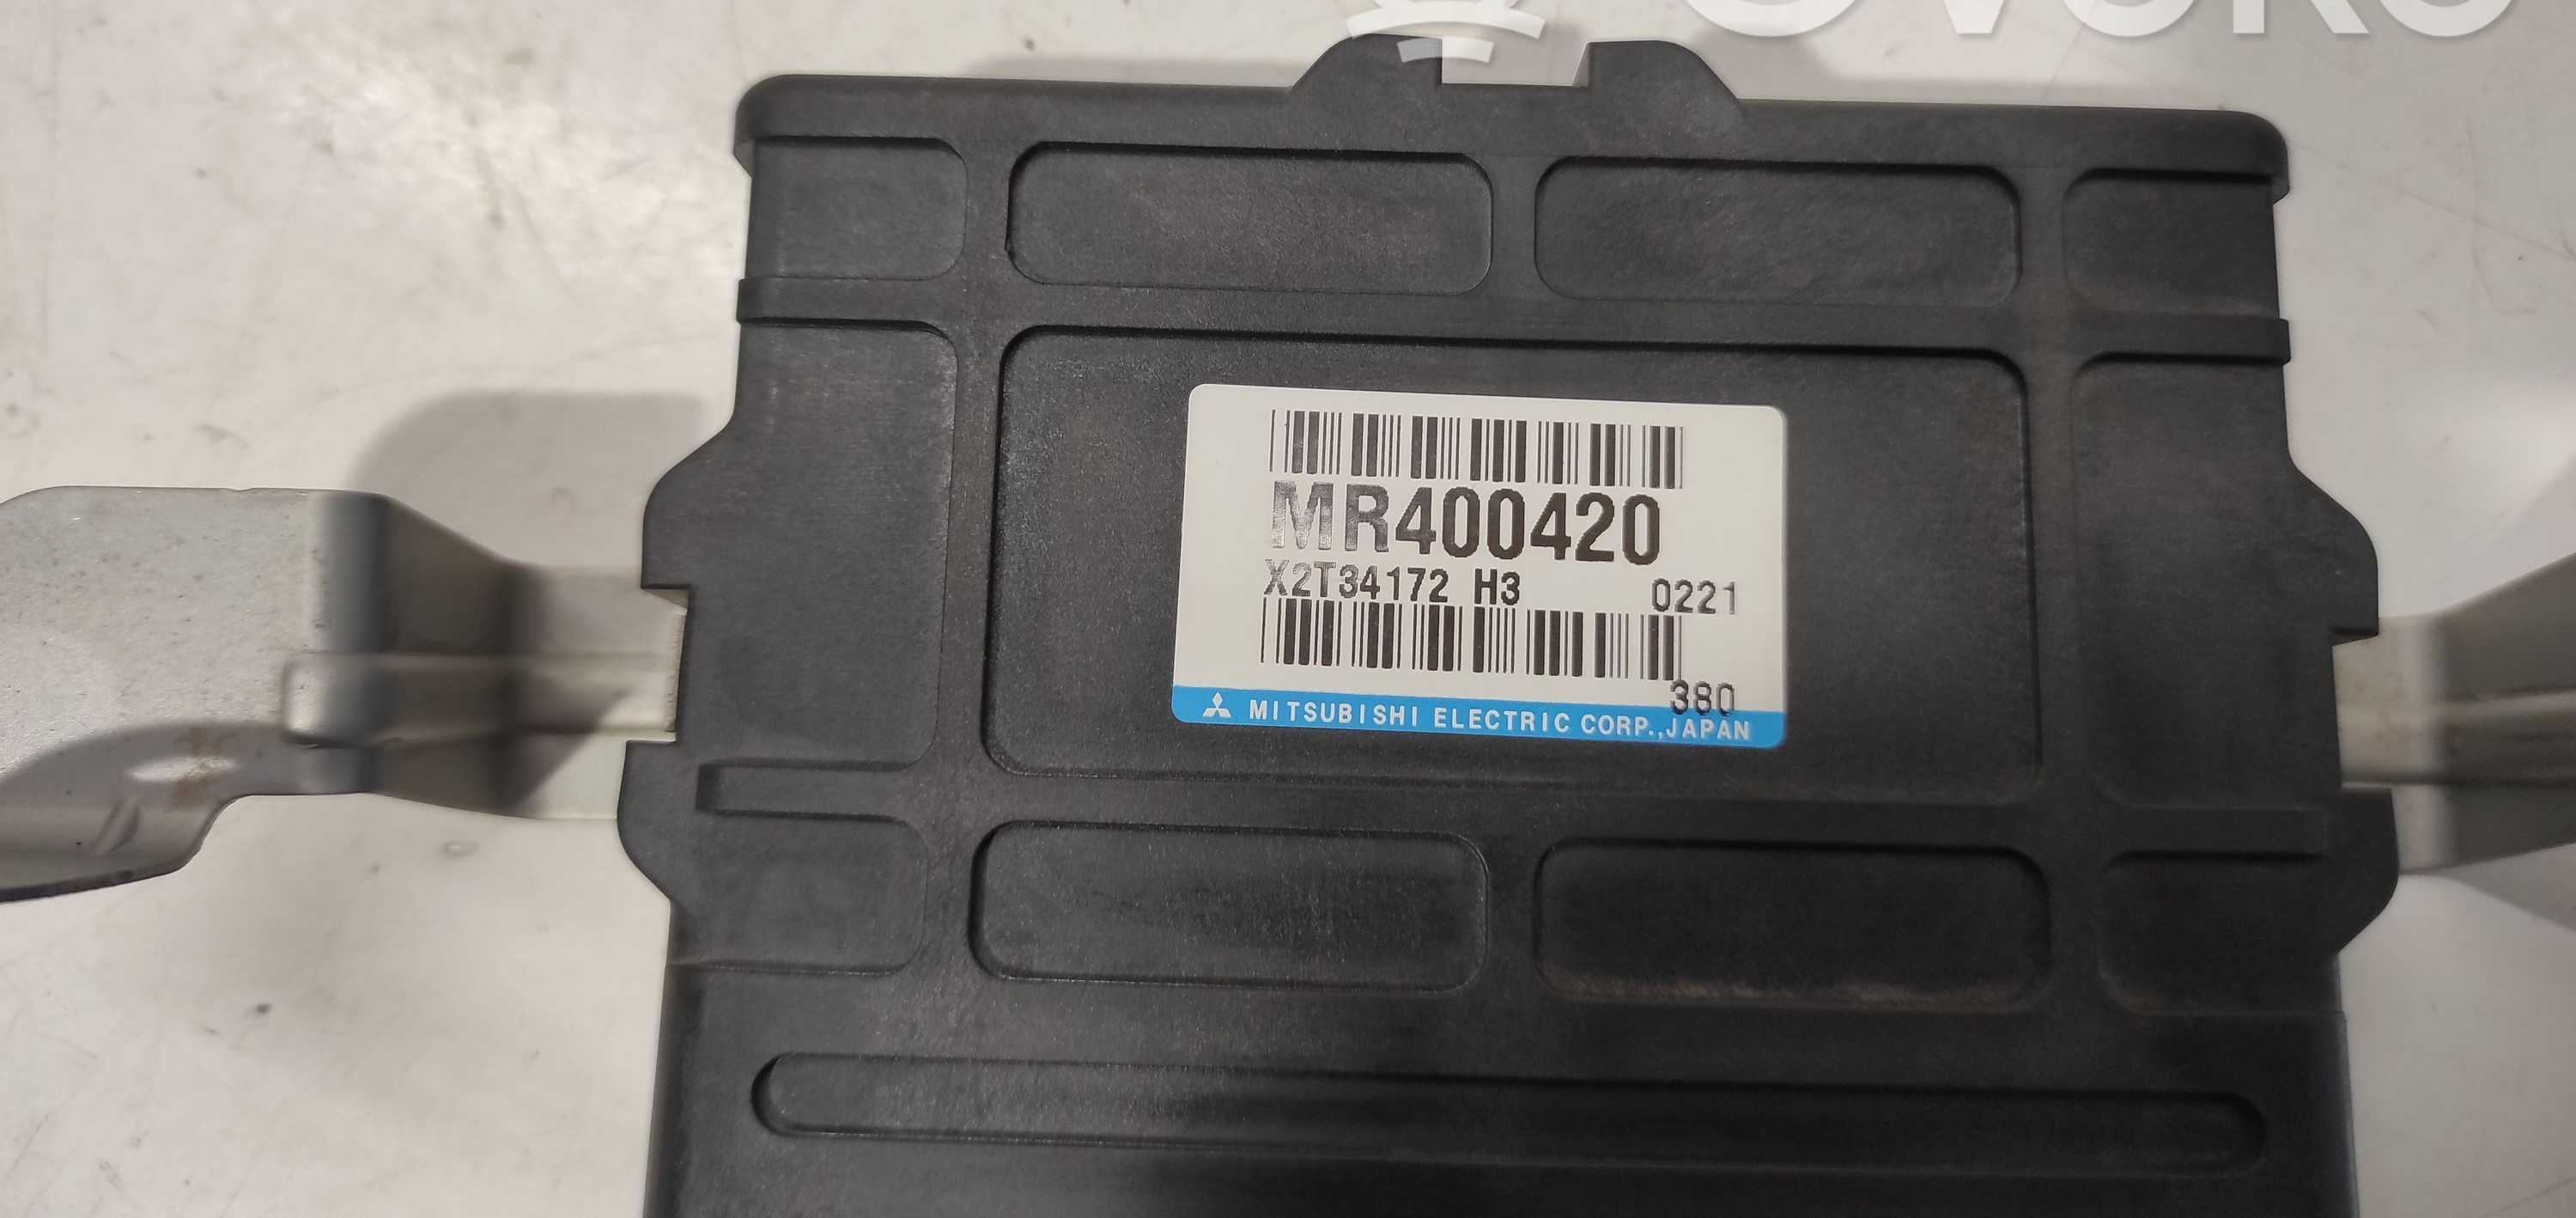 MR400420
X2T34172 H3 0221
380
MITSUBISHI ELECTRIC CORP.,JAPAN